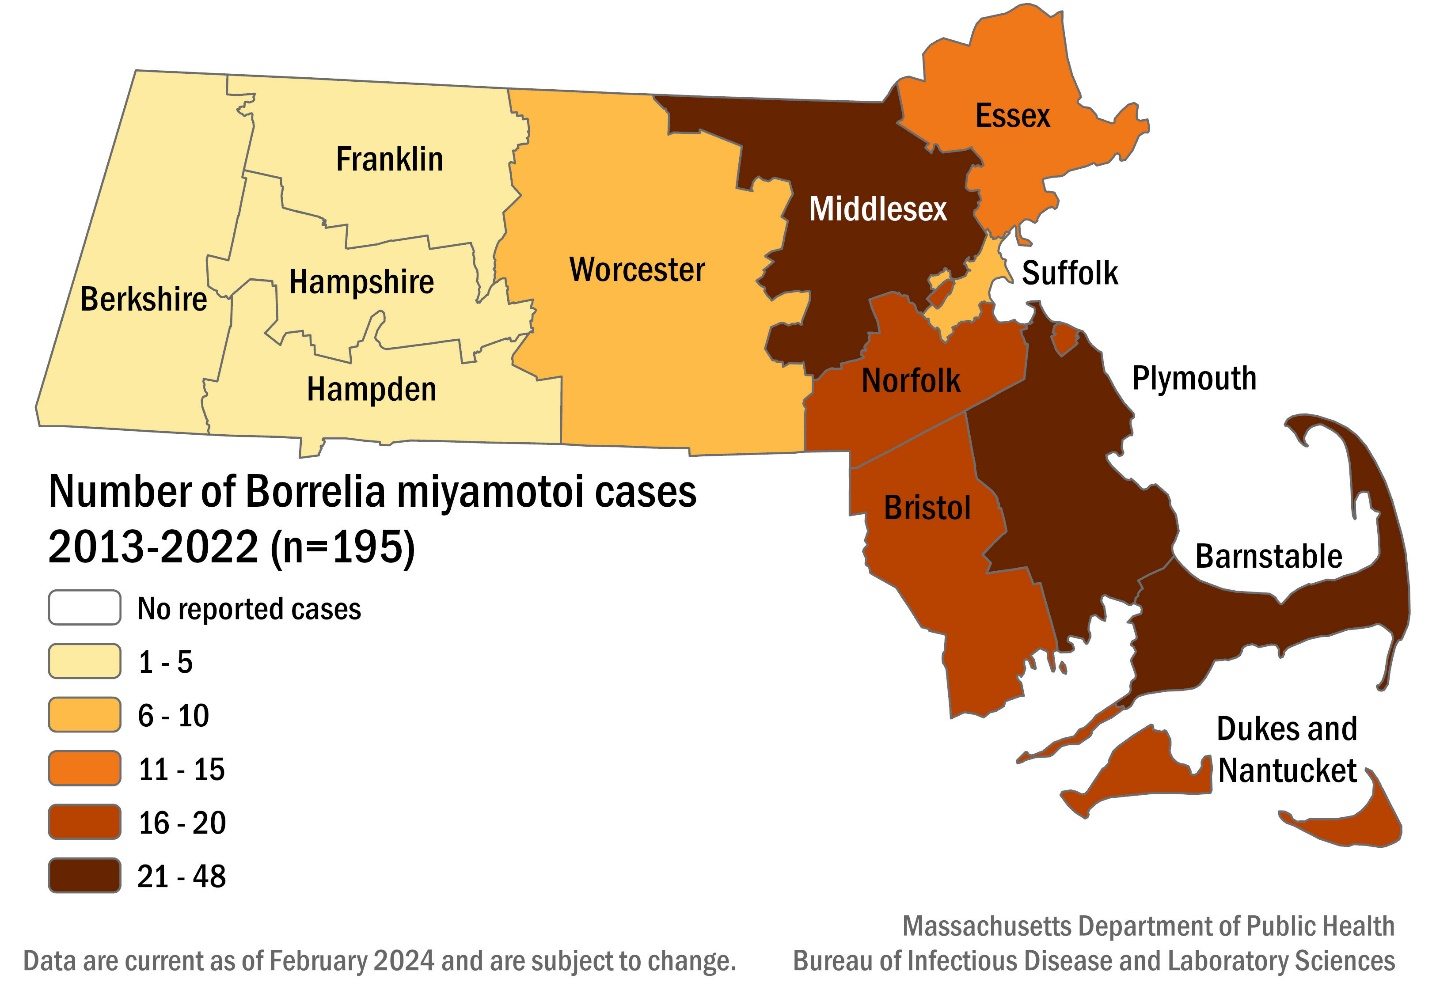 Essex
Franklin
Middlesex
Worcester
Suffolk
Hampshire
Berkshire
Norfolk
Plymouth
Hampden
Number of Borrelia miyamotoi cases
2013-2022 (n=195)
Bristol
Barnstable
No reported cases
1 - 5
6 - 10
11 - 15
16 - 20
21 - 48
Dukes and
Nantucket
Massachusetts Department of Public Health
Data are current as of February 2024 and are subject to change.
Bureau of Infectious Disease and Laboratory Sciences